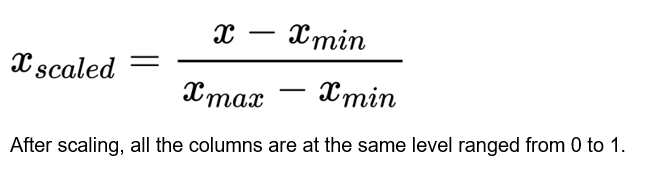 x_scaled = (x − x_min) / (x_max − x_min)
After scaling, all the columns are at the same level ranged from 0 to 1.